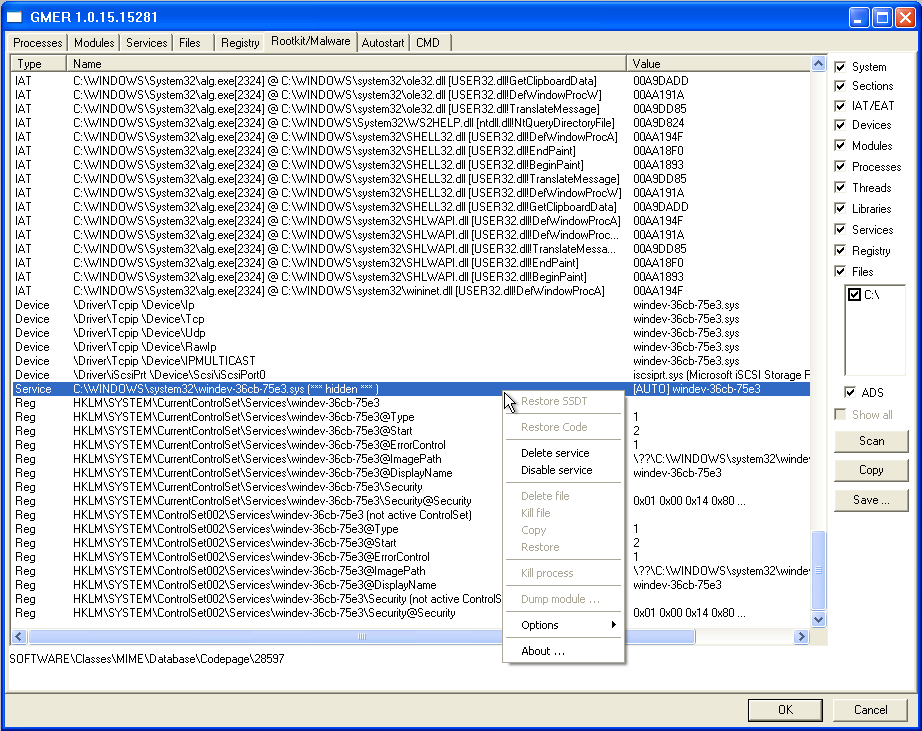 GMER 1.0.15.15281
Processes Modules Services Files Registry Rootkit/Malware Autostart CMD
Type Name Value
IAT C:\WINDOWS\System32\alg.exe[2324] @ C:\WINDOWS\system32\ole32.dll [USER32.dll!GetClipboardData] 00A9DADD
IAT C:\WINDOWS\System32\alg.exe[2324] @ C:\WINDOWS\system32\ole32.dll [USER32.dll!DefWindowProcW] 00AA191A
IAT C:\WINDOWS\System32\alg.exe[2324] @ C:\WINDOWS\system32\ole32.dll [USER32.dll!TranslateMessage] 00A9DD85
IAT C:\WINDOWS\System32\alg.exe[2324] @ C:\WINDOWS\System\WS2HELP.dll [ntdll.dll!NtQueryDirectoryFile] 00A9D824
IAT C:\WINDOWS\System32\alg.exe[2324] @ C:\WINDOWS\system32\SHELL32.dll [USER32.dll!DefWindowProcA] 00AA194F
IAT C:\WINDOWS\System32\alg.exe[2324] @ C:\WINDOWS\system32\SHELL32.dll [USER32.dll!EndPaint] 00AA18F0
IAT C:\WINDOWS\System32\alg.exe[2324] @ C:\WINDOWS\system32\SHELL32.dll [USER32.dll!BeginPaint] 00AA1893
IAT C:\WINDOWS\System32\alg.exe[2324] @ C:\WINDOWS\system32\SHELL32.dll [USER32.dll!TranslateMessage] 00A9DD85
IAT C:\WINDOWS\System32\alg.exe[2324] @ C:\WINDOWS\system32\SHELL32.dll [USER32.dll!DefWindowProcW] 00AA191A
IAT C:\WINDOWS\System32\alg.exe[2324] @ C:\WINDOWS\system32\SHELL32.dll [USER32.dll!GetClipboardData] 00A9DADD
IAT C:\WINDOWS\System32\alg.exe[2324] @ C:\WINDOWS\system32\SHLWAPI.dll [USER32.dll!DefWindowProcA] 00AA194F
IAT C:\WINDOWS\System32\alg.exe[2324] @ C:\WINDOWS\system32\SHLWAPI.dll [USER32.dll!DefWindowProc... 00AA191A
IAT C:\WINDOWS\System32\alg.exe[2324] @ C:\WINDOWS\system32\SHLWAPI.dll [USER32.dll!TranslateMessa... 00A9DD85
IAT C:\WINDOWS\System32\alg.exe[2324] @ C:\WINDOWS\system32\SHLWAPI.dll [USER32.dll!EndPaint] 00AA18F0
IAT C:\WINDOWS\System32\alg.exe[2324] @ C:\WINDOWS\system32\SHLWAPI.dll [USER32.dll!BeginPaint] 00AA1893
IAT C:\WINDOWS\System32\alg.exe[2324] @ C:\WINDOWS\system32\wininet.dll [USER32.dll!DefWindowProcA] 00AA194F
Device \Driver\Tcpip \Device\Ip windev-36cb-75e3.sys
Device \Driver\Tcpip \Device\Tcp windev-36cb-75e3.sys
Device \Driver\Tcpip \Device\Udp windev-36cb-75e3.sys
Device \Driver\Tcpip \Device\RawIp windev-36cb-75e3.sys
Device \Driver\Tcpip \Device\IPMULTICAST windev-36cb-75e3.sys
Device \Driver\iScsiPrt \Device\Scsi\iScsiPort0 iscsiprt.sys (Microsoft iSCSI Storage P
Service C:\WINDOWS\system32\windev-36cb-75e3.sys (*** hidden *** ) [AUTO] windev-36cb-75e3
Reg HKLM\SYSTEM\CurrentControlSet\Services\windev-36cb-75e3
Reg HKLM\SYSTEM\CurrentControlSet\Services\windev-36cb-75e3@Type 1
Reg HKLM\SYSTEM\CurrentControlSet\Services\windev-36cb-75e3@Start 2
Reg HKLM\SYSTEM\CurrentControlSet\Services\windev-36cb-75e3@ErrorControl 1
Reg HKLM\SYSTEM\CurrentControlSet\Services\windev-36cb-75e3@ImagePath \??\C:\WINDOWS\system32\windev
Reg HKLM\SYSTEM\CurrentControlSet\Services\windev-36cb-75e3@DisplayName windev-36cb-75e3
Reg HKLM\SYSTEM\CurrentControlSet\Services\windev-36cb-75e3\Security
Reg HKLM\SYSTEM\CurrentControlSet\Services\windev-36cb-75e3\Security@Security 0x01 0x00 0x14 0x80 ...
Reg HKLM\SYSTEM\ControlSet002\Services\windev-36cb-75e3 (not active ControlSet)
Reg HKLM\SYSTEM\ControlSet002\Services\windev-36cb-75e3@Type 1
Reg HKLM\SYSTEM\ControlSet002\Services\windev-36cb-75e3@Start 2
Reg HKLM\SYSTEM\ControlSet002\Services\windev-36cb-75e3@ErrorControl 1
Reg HKLM\SYSTEM\ControlSet002\Services\windev-36cb-75e3@ImagePath \??\C:\WINDOWS\system32\windev
Reg HKLM\SYSTEM\ControlSet002\Services\windev-36cb-75e3@DisplayName windev-36cb-75e3
Reg HKLM\SYSTEM\ControlSet002\Services\windev-36cb-75e3\Security (not active ControlS
Reg HKLM\SYSTEM\ControlSet002\Services\windev-36cb-75e3\Security@Security 0x01 0x00 0x14 0x80 ...
Restore SSDT
Restore Code
Delete service
Disable service
Delete file
Kill file
Copy
Restore
Kill process
Dump module ...
Options
About ...
System
Sections
IAT/EAT
Devices
Modules
Processes
Threads
Libraries
Services
Registry
Files
C:\
ADS
Show all
Scan
Copy
Save ...
SOFTWARE\Classes\MIME\Database\Codepage\28597
OK Cancel